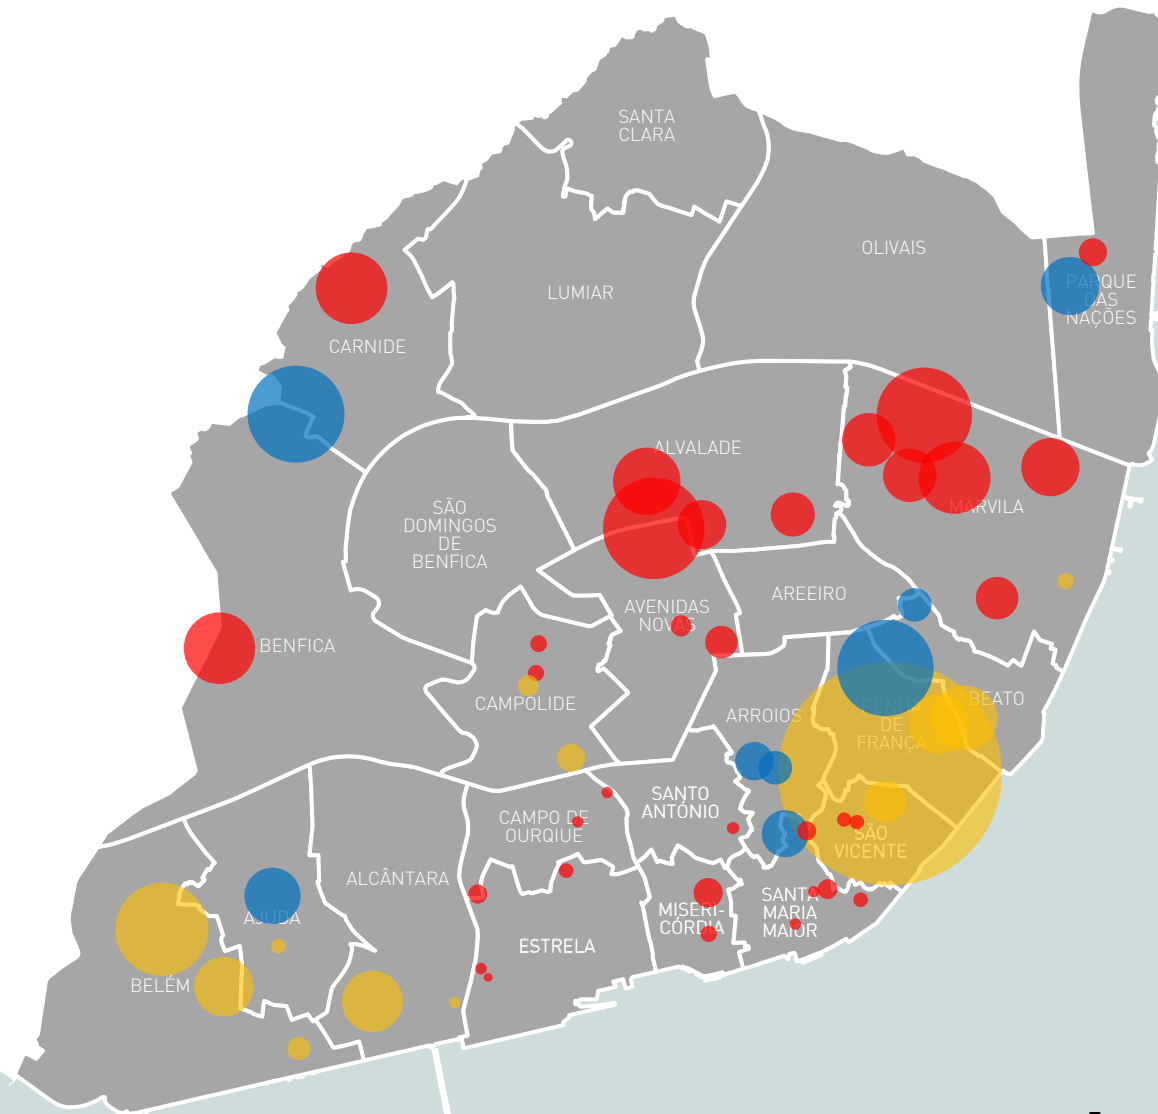 SANTA
CLARA
OLIVAIS
LUMIAR
PARQUE
DAS
NAÇÕES
CARNIDE
ALVALADE
SÃO
DOMINGOS
DE
BENFICA
MARVILA
AREEIRO
AVENIDAS
NOVAS
BENFICA
CAMPOLIDE
BEATO
PENHA
DE
FRANÇA
ARROIOS
SANTO
ANTÓNIO
CAMPO DE
OURQIUE
SÃO
VICENTE
ALCÂNTARA
SANTA
MARIA
MAIOR
MISERI-
CÓRDIA
AJUDA
ESTRELA
BELÉM